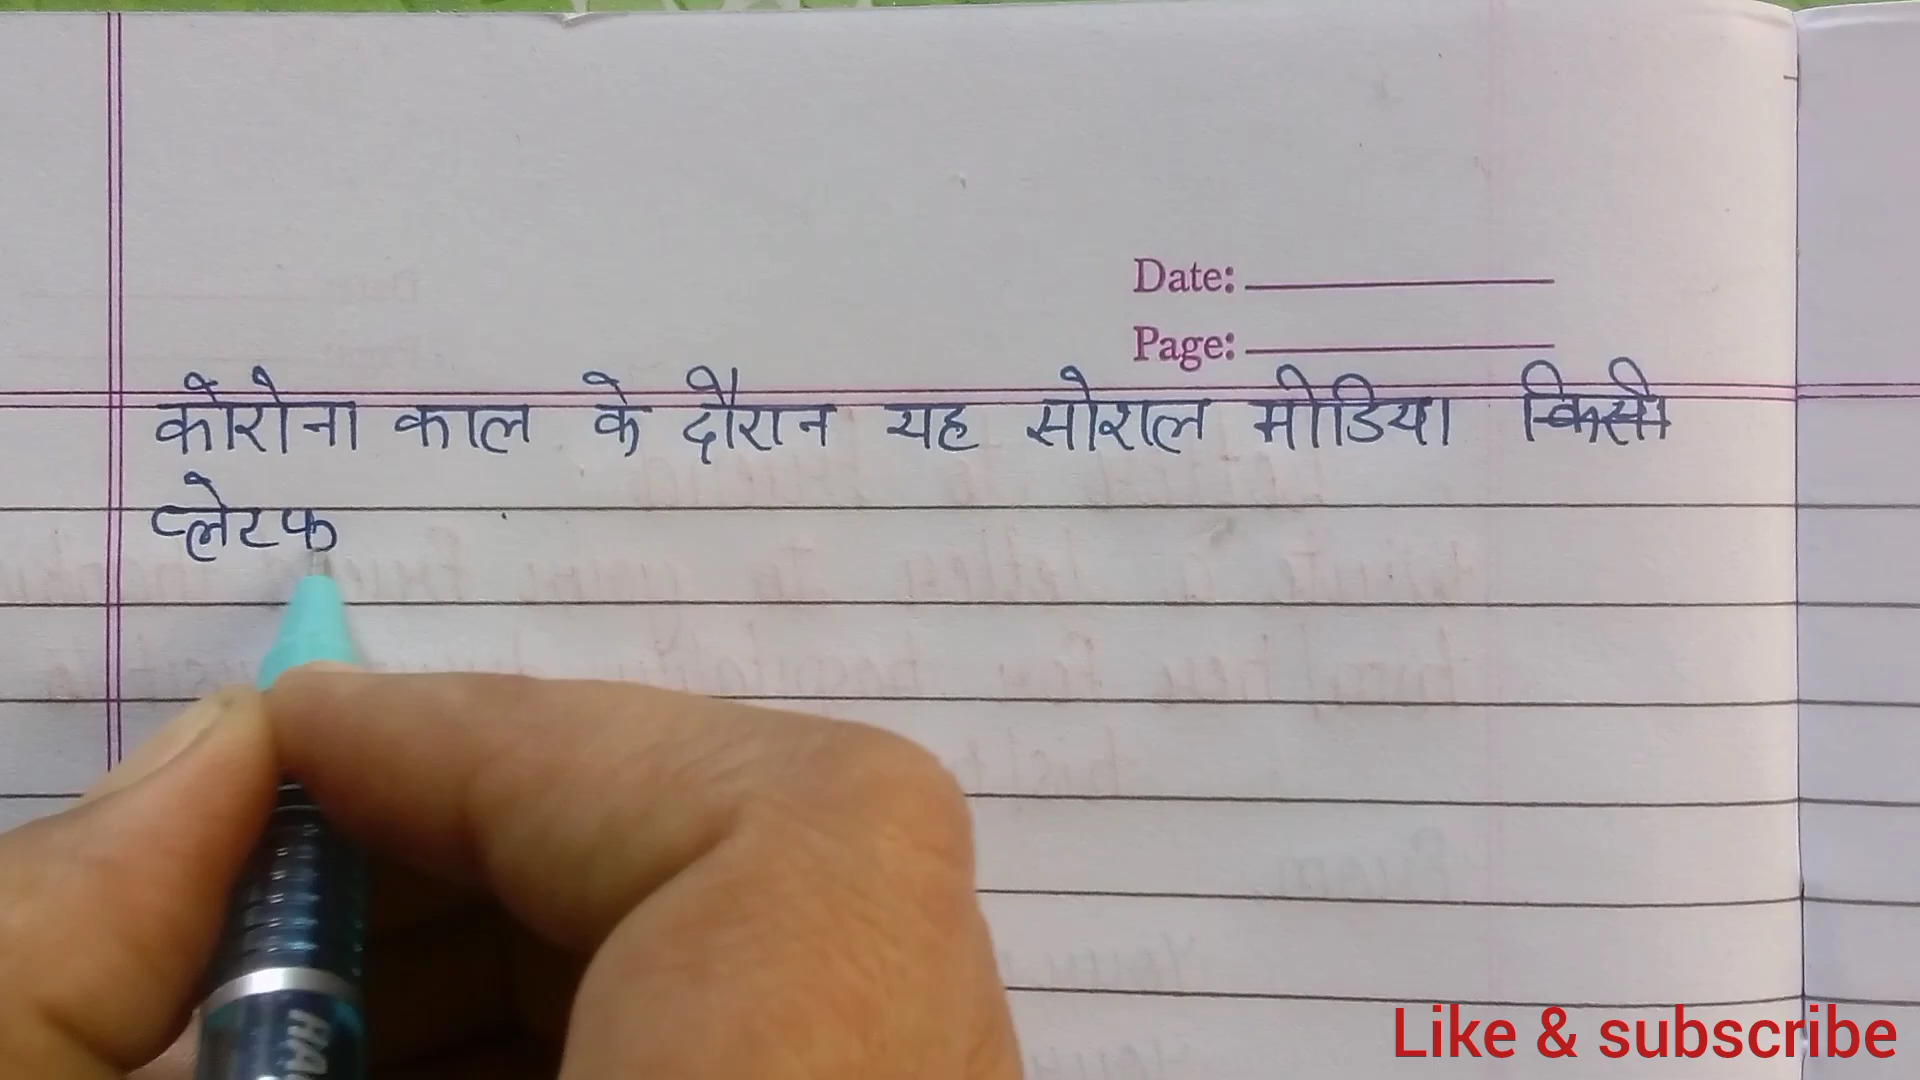 Date:
Page:
कोरोना काल के दौरान यह सोशल मीडिया किसी
प्लेटफ
Like & subscribe